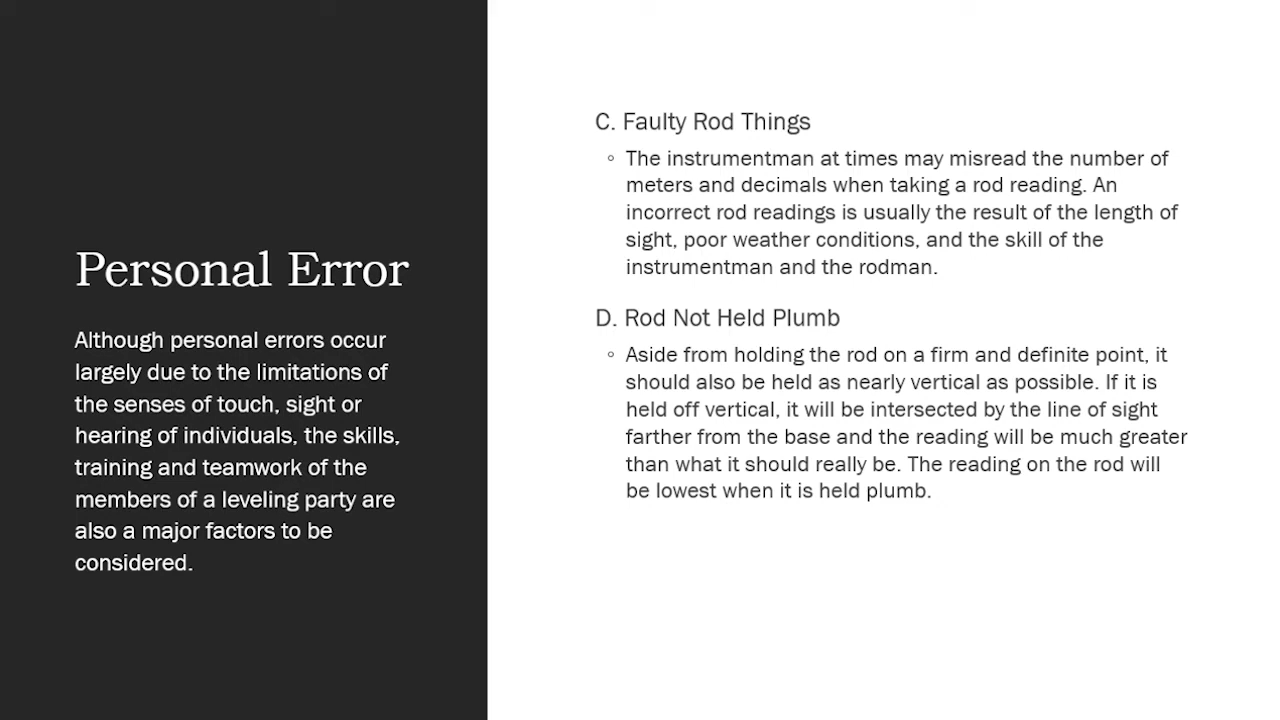 Personal Error
Although personal errors occur
largely due to the limitations of
the senses of touch, sight or
hearing of individuals, the skills,
training and teamwork of the
members of a leveling party are
also a major factors to be
considered.
C. Faulty Rod Things
◦ The instrumentman at times may misread the number of
meters and decimals when taking a rod reading. An
incorrect rod readings is usually the result of the length of
sight, poor weather conditions, and the skill of the
instrumentman and the rodman.
D. Rod Not Held Plumb
◦ Aside from holding the rod on a firm and definite point, it
should also be held as nearly vertical as possible. If it is
held off vertical, it will be intersected by the line of sight
farther from the base and the reading will be much greater
than what it should really be. The reading on the rod will
be lowest when it is held plumb.